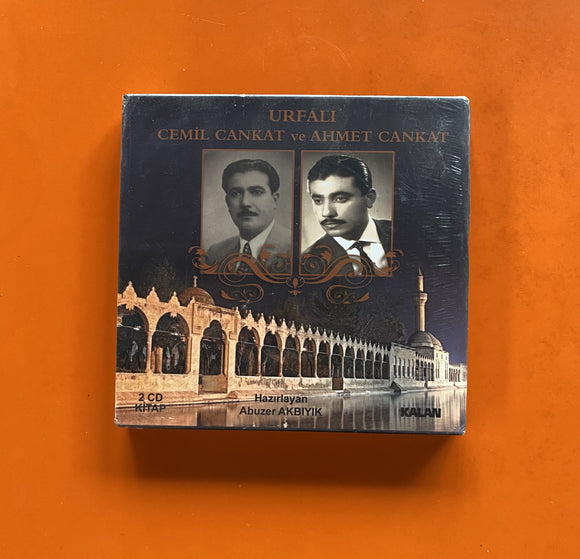 URFALI
CEMİL CANKAT ve AHMET CANKAT
2 CD
KİTAP
Hazırlayan
Abuzer AKBIYIK
KALAN